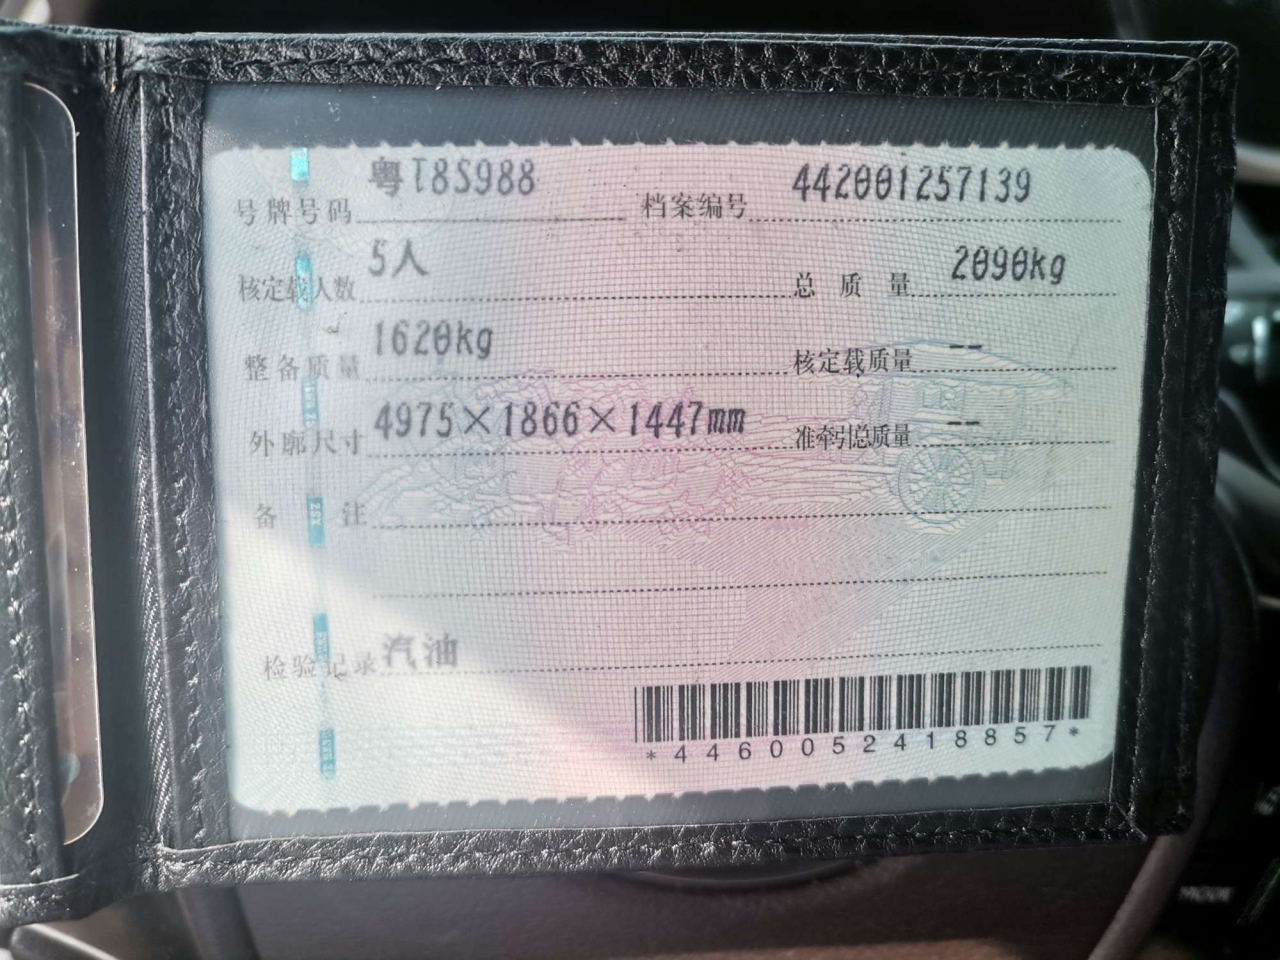 号牌号码 粤T8S988 档案编号 442001257139
核定载人数 5人 总质量 2090kg
整备质量 1620kg 核定载质量 --
外廓尺寸 4975×1866×1447mm 准牵引总质量 --
备注
检验记录 汽油
*4460052418857*
MODE